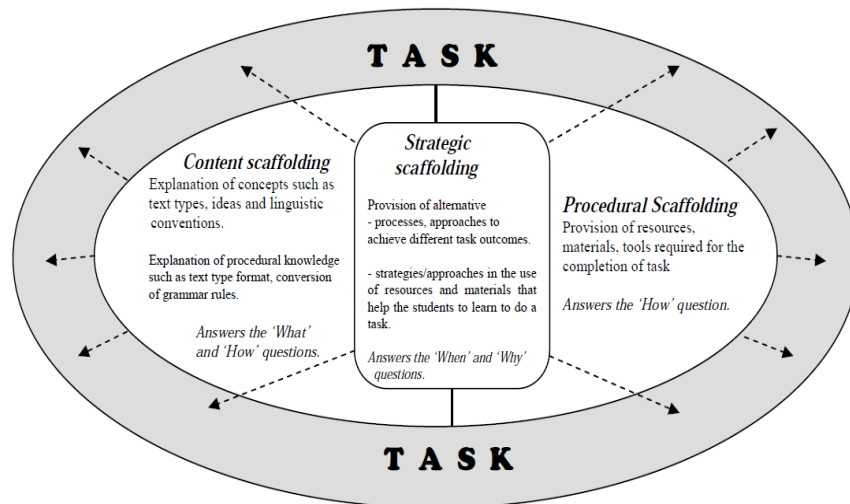 TASK
Content scaffolding
Explanation of concepts such as
text types, ideas and linguistic
conventions.
Explanation of procedural knowledge
such as text type format, conversion
of grammar rules.
Answers the ‘What’
and ‘How’ questions.
Strategic
scaffolding
Provision of alternative
- processes, approaches to
achieve different task outcomes.
- strategies/approaches in the use
of resources and materials that
help the students to learn to do a
task.
Answers the ‘When’ and ‘Why’
questions.
Procedural Scaffolding
Provision of resources,
materials, tools required for the
completion of task
Answers the ‘How’ question.
TASK